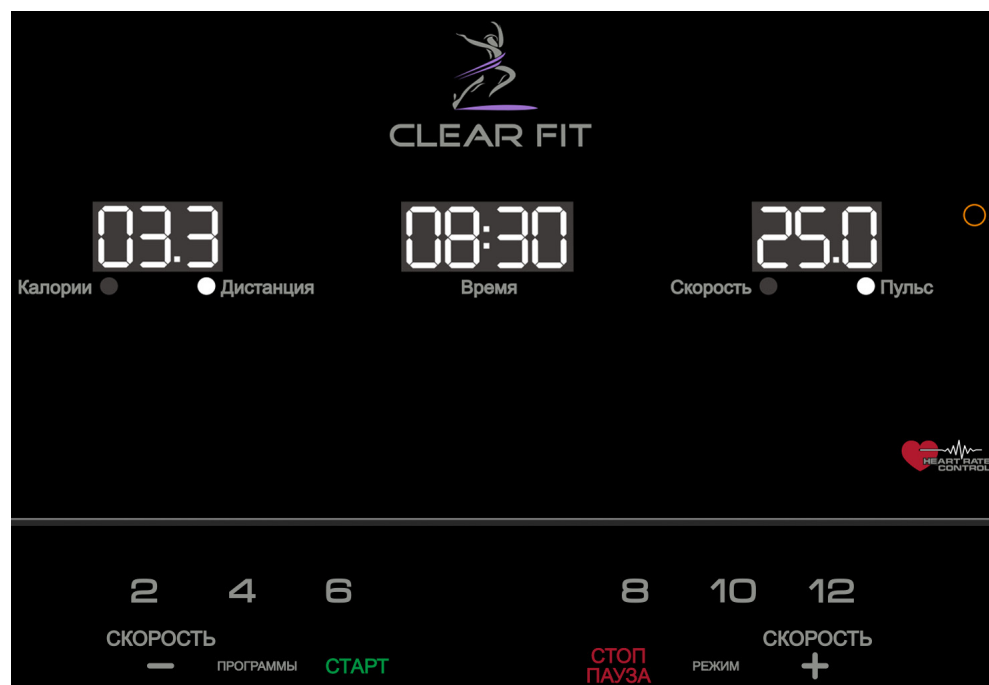 CLEAR FIT
03.3 08:30 25.0
Калории Дистанция Время Скорость Пульс
HEART RATE
CONTROL
2 4 6 8 10 12
СКОРОСТЬ СКОРОСТЬ
− ПРОГРАММЫ СТАРТ СТОП ПАУЗА РЕЖИМ +